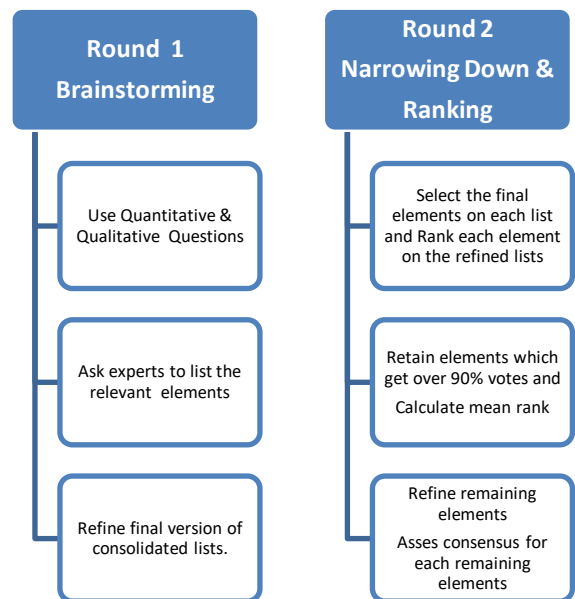 Round 1
Brainstorming
Use Quantitative &
Qualitative Questions
Ask experts to list the
relevant elements
Refine final version of
consolidated lists.
Round 2
Narrowing Down &
Ranking
Select the final
elements on each list
and Rank each element
on the refined lists
Retain elements which
get over 90% votes and
Calculate mean rank
Refine remaining
elements
Asses consensus for
each remaining
elements